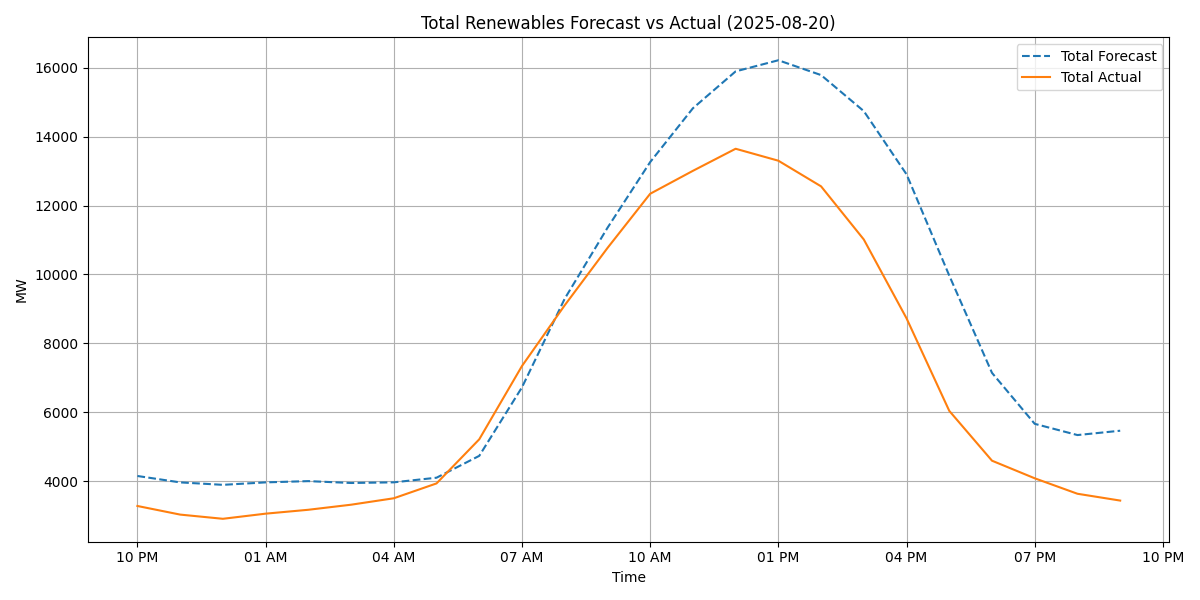 Total Renewables Forecast vs Actual (2025-08-20)
Total Forecast
Total Actual
16000
14000
12000
10000
8000
6000
4000
MW
10 PM 01 AM 04 AM 07 AM 10 AM 01 PM 04 PM 07 PM 10 PM
Time